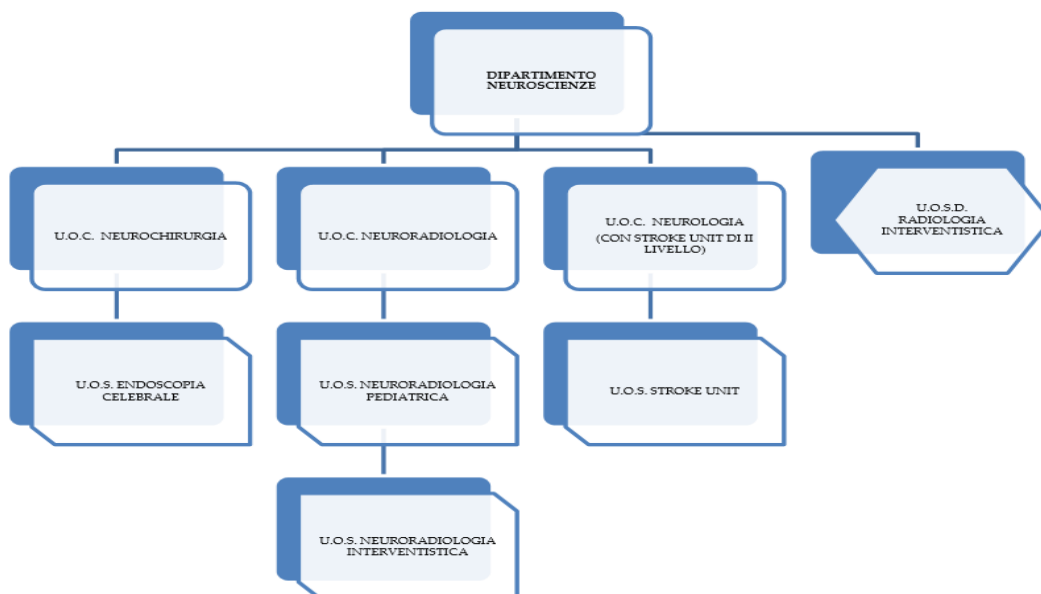 DIPARTIMENTO
NEUROSCIENZE
U.O.C. NEUROCHIRURGIA
U.O.C. NEURORADIOLOGIA
U.O.C. NEUROLOGIA
(CON STROKE UNIT DI II
LIVELLO)
U.O.S.D.
RADIOLOGIA
INTERVENTISTICA
U.O.S. ENDOSCOPIA
CELEBRALE
U.O.S. NEURORADIOLOGIA
PEDIATRICA
U.O.S. STROKE UNIT
U.O.S. NEURORADIOLOGIA
INTERVENTISTICA